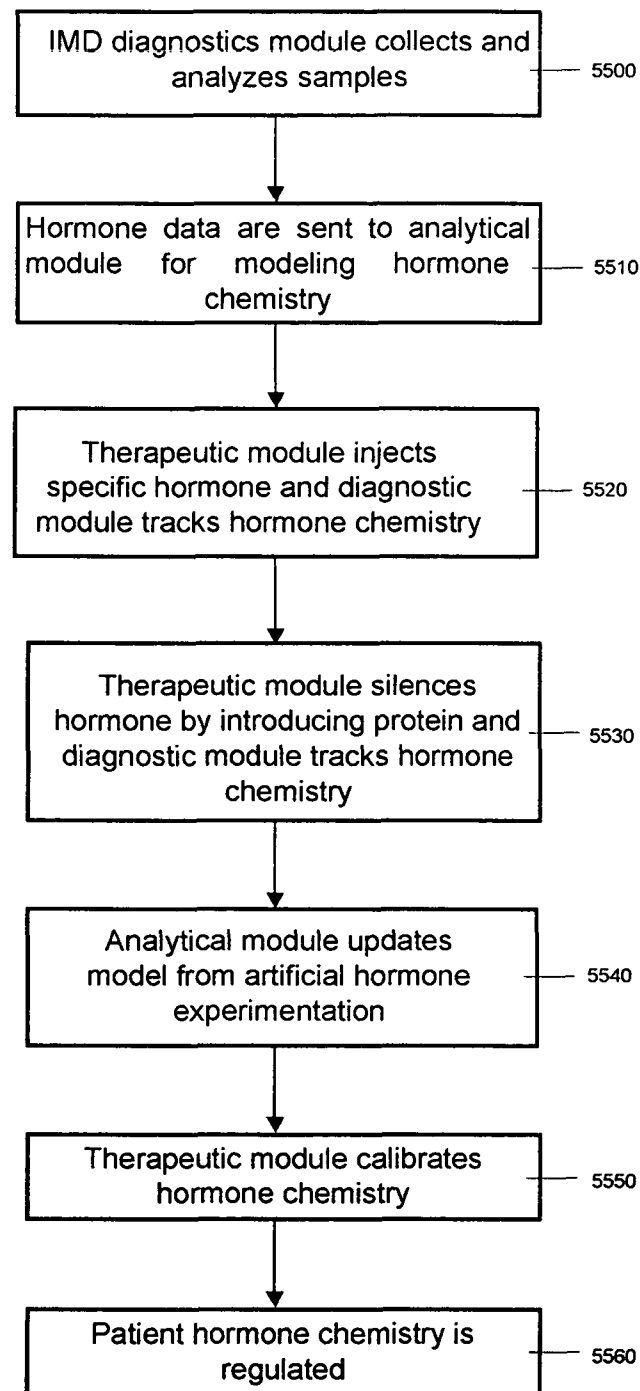 IMD diagnostics module collects and
analyzes samples
5500
Hormone data are sent to analytical
module for modeling hormone
chemistry
5510
Therapeutic module injects
specific hormone and diagnostic
module tracks hormone chemistry
5520
Therapeutic module silences
hormone by introducing protein and
diagnostic module tracks hormone
chemistry
5530
Analytical module updates
model from artificial hormone
experimentation
5540
Therapeutic module calibrates
hormone chemistry
5550
Patient hormone chemistry is
regulated
5560